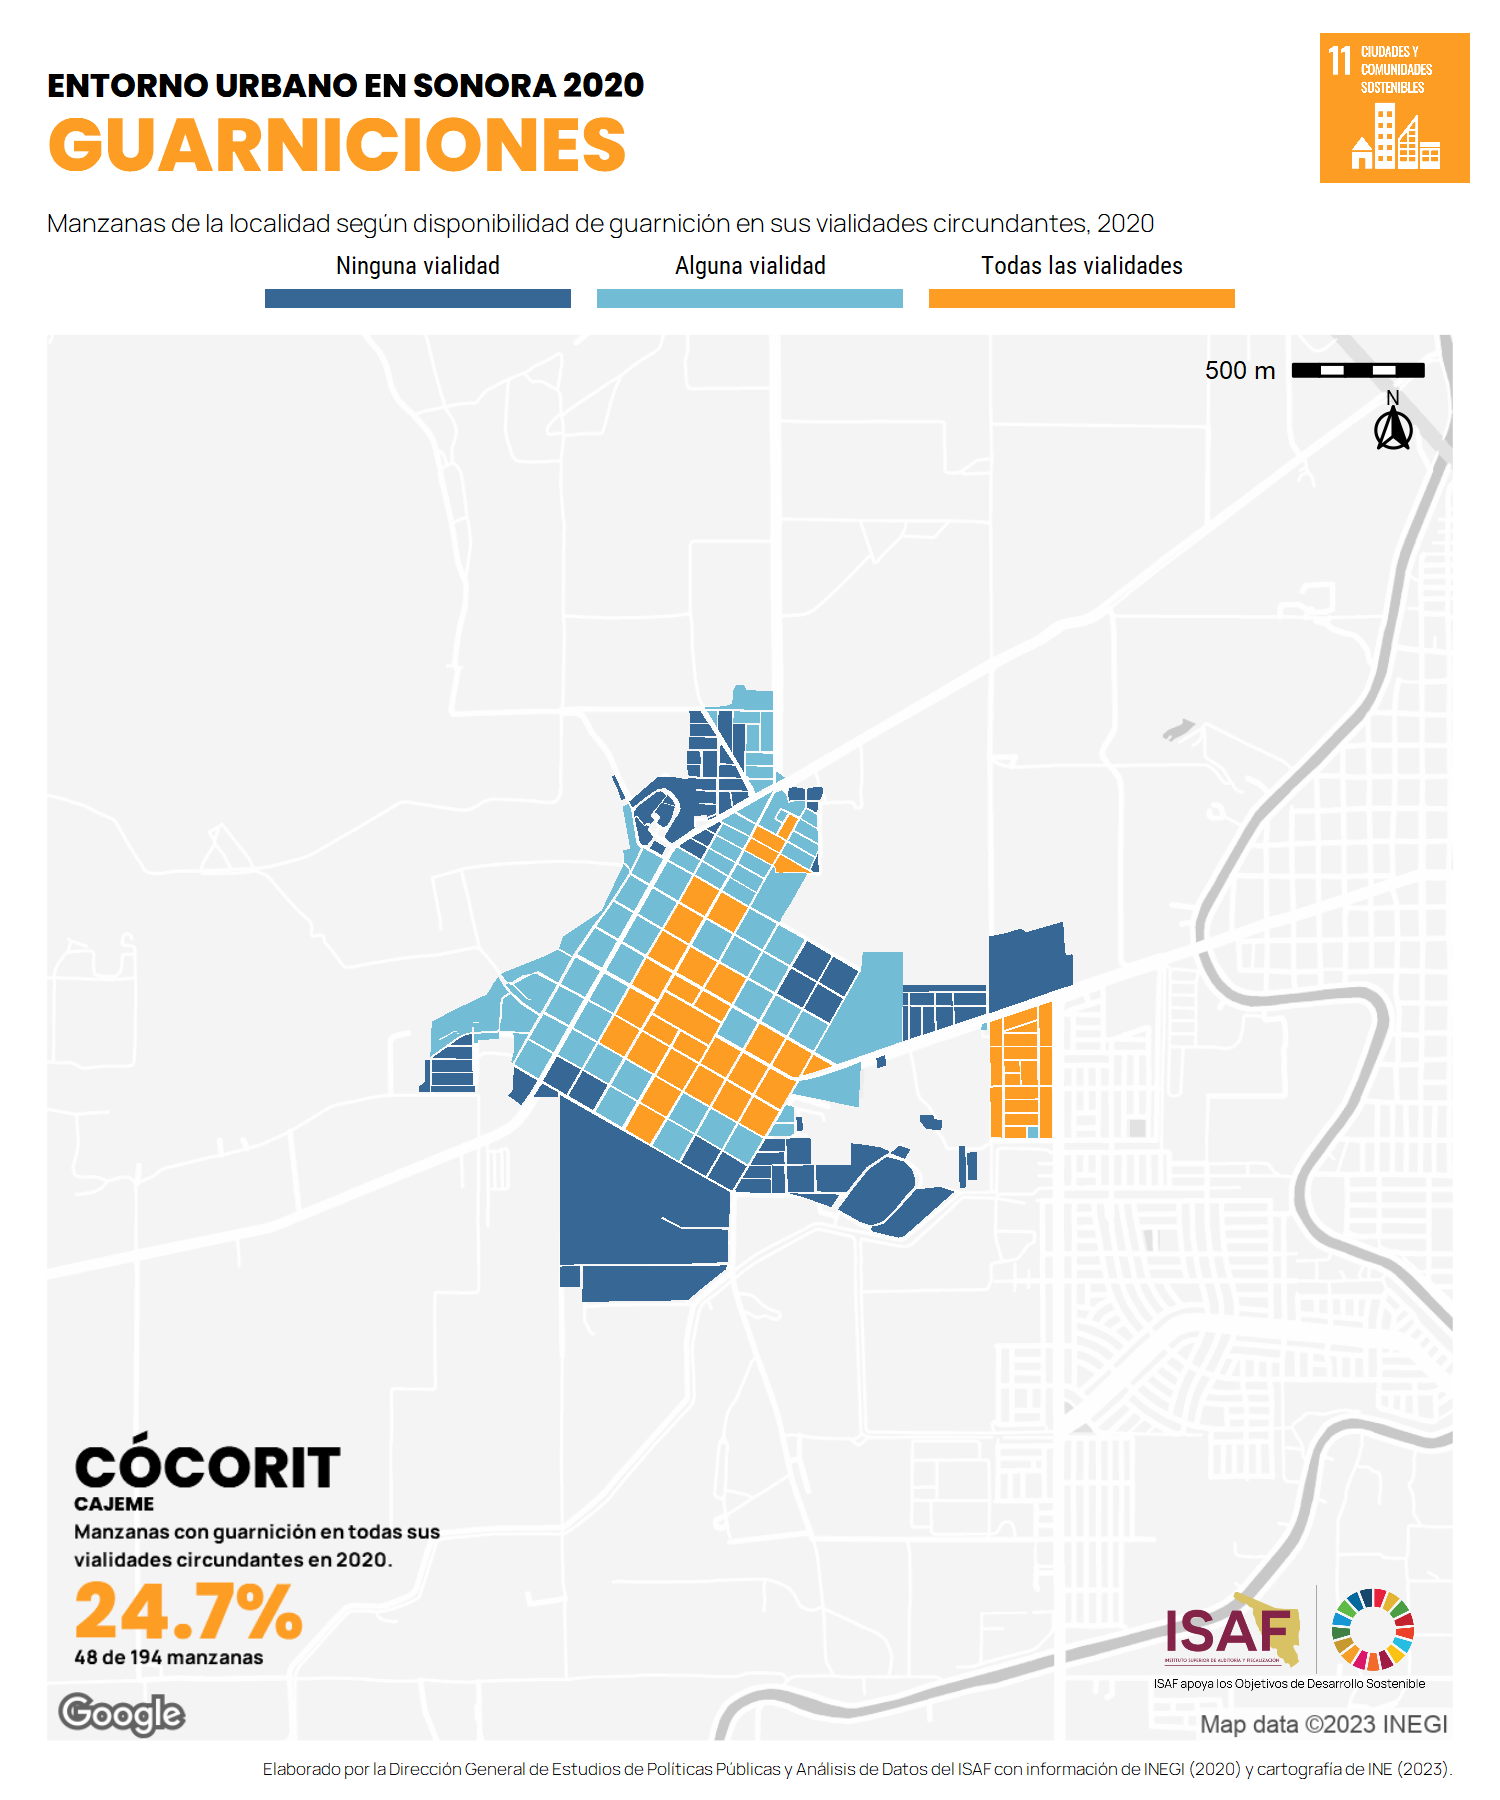 ENTORNO URBANO EN SONORA 2020
GUARNICIONES
11 CIUDADES Y
COMUNIDADES
SOSTENIBLES
Manzanas de la localidad según disponibilidad de guarnición en sus vialidades circundantes, 2020
Ninguna vialidad
Alguna vialidad
Todas las vialidades
500 m
N
CÓCORIT
CAJEME
Manzanas con guarnición en todas sus
vialidades circundantes en 2020.
24.7%
48 de 194 manzanas
ISAF
INSTITUTO SUPERIOR DE AUDITORÍA Y FISCALIZACIÓN
ISAF apoya los Objetivos de Desarrollo Sostenible
Google
Map data ©2023 INEGI
Elaborado por la Dirección General de Estudios de Políticas Públicas y Análisis de Datos del ISAF con información de INEGI (2020) y cartografía de INE (2023).